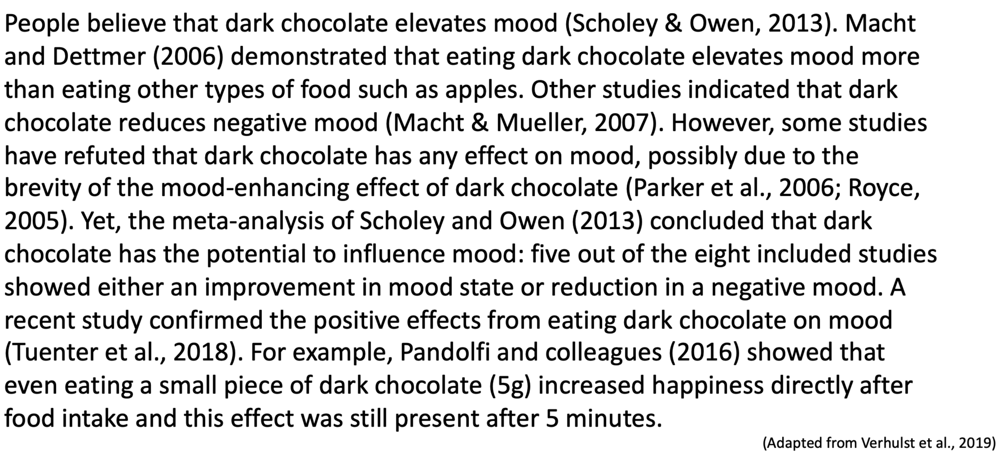 People believe that dark chocolate elevates mood (Scholey & Owen, 2013). Macht
and Dettmer (2006) demonstrated that eating dark chocolate elevates mood more
than eating other types of food such as apples. Other studies indicated that dark
chocolate reduces negative mood (Macht & Mueller, 2007). However, some studies
have refuted that dark chocolate has any effect on mood, possibly due to the
brevity of the mood-enhancing effect of dark chocolate (Parker et al., 2006; Royce,
2005). Yet, the meta-analysis of Scholey and Owen (2013) concluded that dark
chocolate has the potential to influence mood: five out of the eight included studies
showed either an improvement in mood state or reduction in a negative mood. A
recent study confirmed the positive effects from eating dark chocolate on mood
(Tuenter et al., 2018). For example, Pandolfi and colleagues (2016) showed that
even eating a small piece of dark chocolate (5g) increased happiness directly after
food intake and this effect was still present after 5 minutes.
(Adapted from Verhulst et al., 2019)